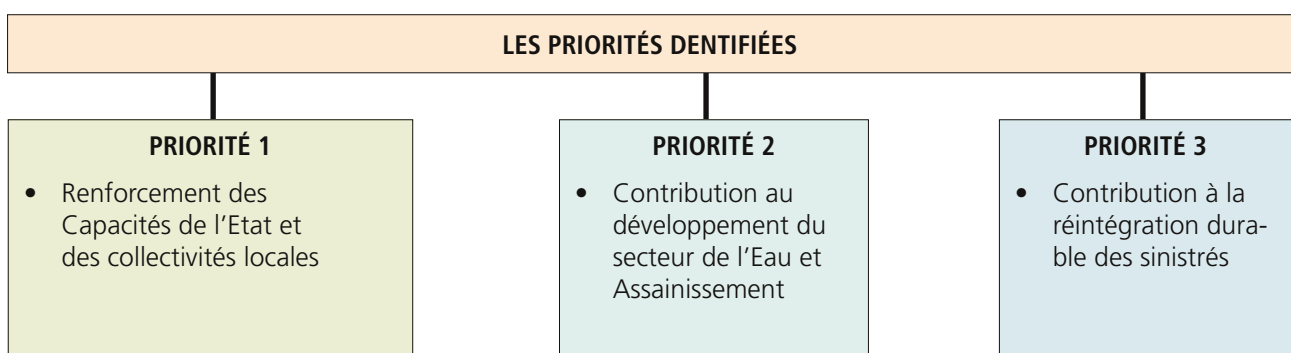 LES PRIORITÉS DENTIFIÉES
PRIORITÉ 1
• Renforcement des
Capacités de l'Etat et
des collectivités locales
PRIORITÉ 2
• Contribution au
développement du
secteur de l'Eau et
Assainissement
PRIORITÉ 3
• Contribution à la
réintégration dura-
ble des sinistrés